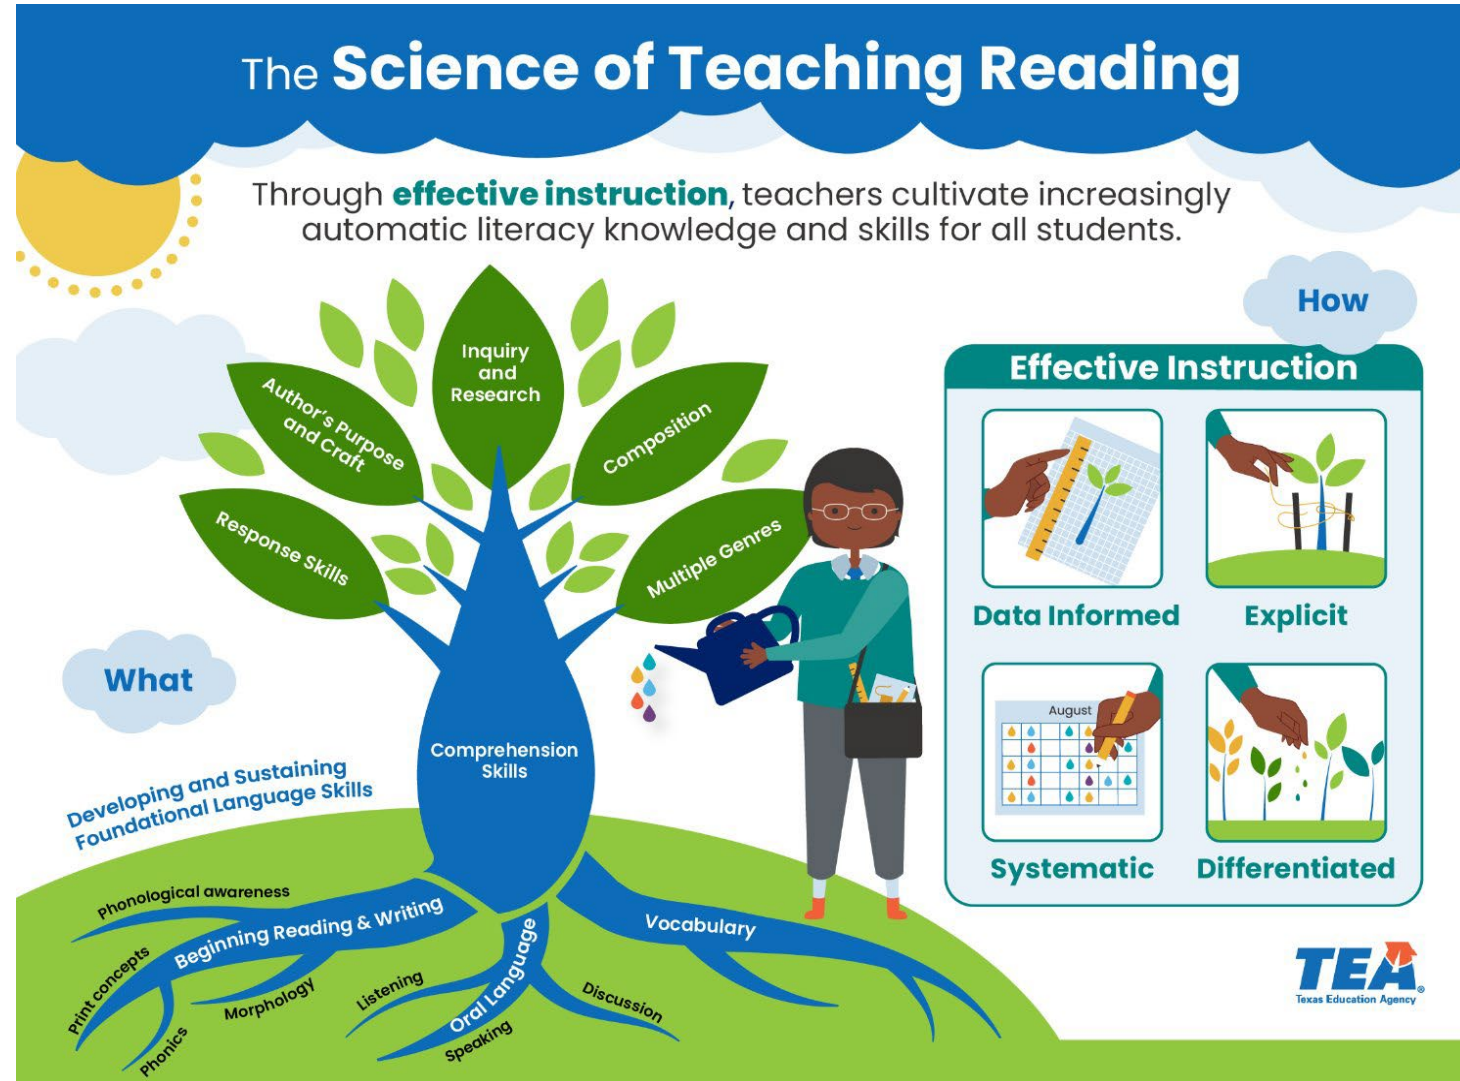 The Science of Teaching Reading
Through effective instruction, teachers cultivate increasingly
automatic literacy knowledge and skills for all students.
What
Inquiry
and
Research
Author's Purpose
and Craft
Composition
Response Skills
Multiple Genres
Comprehension
Skills
Developing and Sustaining
Foundational Language Skills
Beginning Reading & Writing
Phonological awareness
Print concepts
Phonics
Morphology
Oral Language
Listening
Speaking
Discussion
Vocabulary
How
Effective Instruction
Data Informed
Explicit
August
Systematic
Differentiated
TEA®
Texas Education Agency